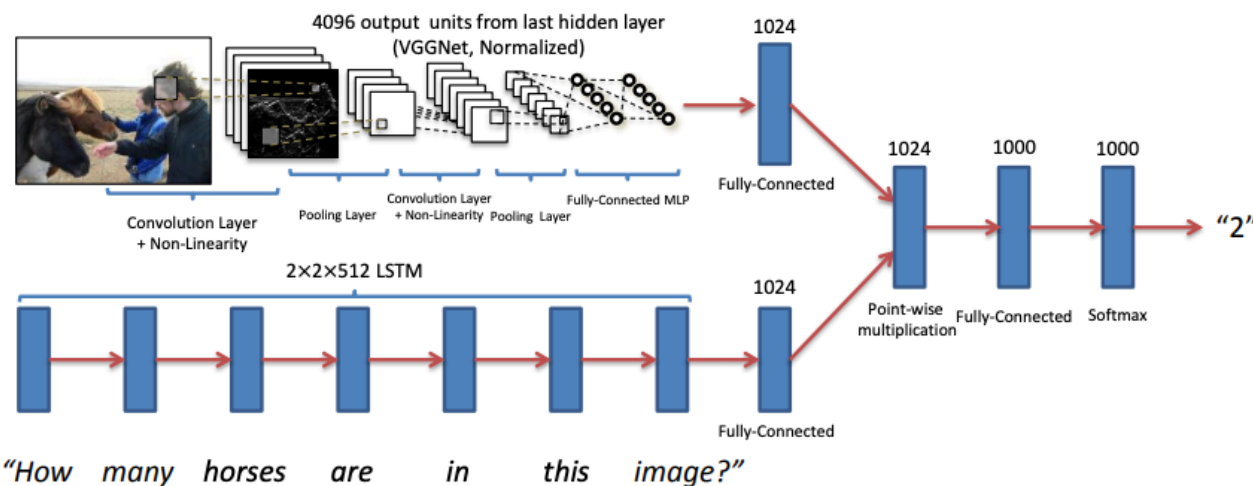 4096 output units from last hidden layer
(VGGNet, Normalized)
1024
Fully-Connected
Convolution Layer
+ Non-Linearity
Pooling Layer
Convolution Layer
+ Non-Linearity
Pooling Layer
Fully-Connected MLP
1024
1000
1000
“2”
Point-wise
multiplication
Fully-Connected
Softmax
2×2×512 LSTM
1024
Fully-Connected
“How many horses are in this image?”